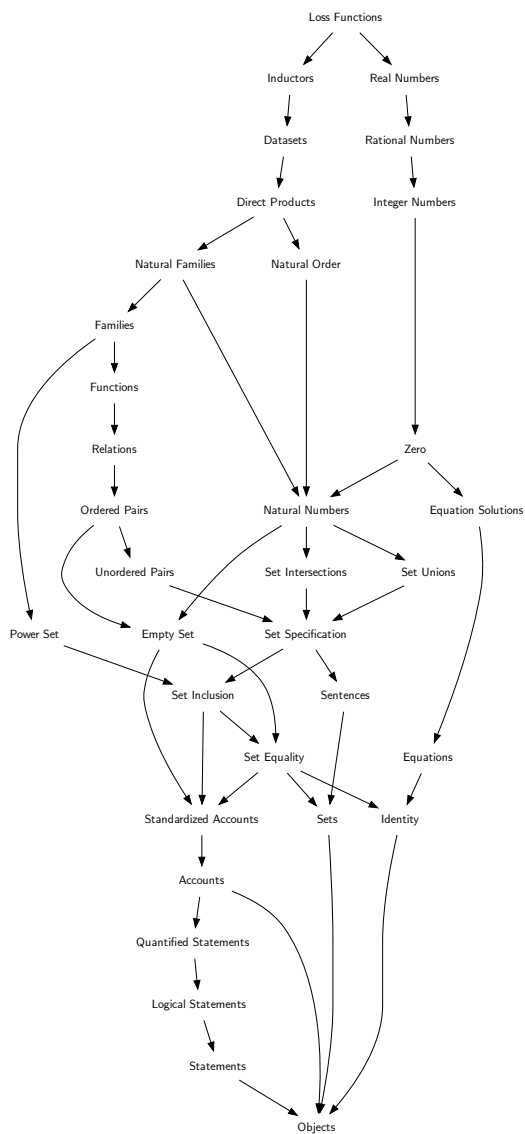 Loss Functions
Inductors
Real Numbers
Datasets
Rational Numbers
Direct Products
Integer Numbers
Natural Families
Natural Order
Families
Functions
Relations
Zero
Ordered Pairs
Natural Numbers
Equation Solutions
Unordered Pairs
Set Intersections
Set Unions
Power Set
Empty Set
Set Specification
Set Inclusion
Sentences
Set Equality
Equations
Standardized Accounts
Sets
Identity
Accounts
Quantified Statements
Logical Statements
Statements
Objects